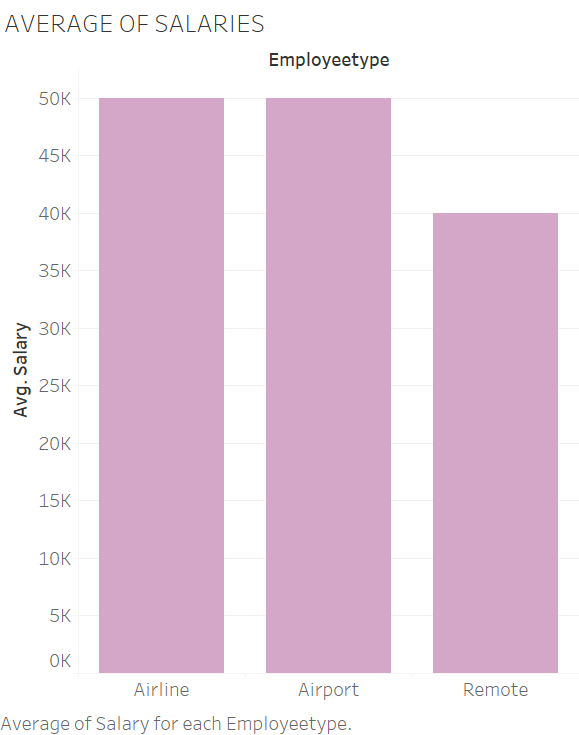 AVERAGE OF SALARIES
Employeetype
50K
45K
40K
35K
30K
25K
20K
15K
10K
5K
0K
Avg. Salary
Airline Airport Remote
Average of Salary for each Employeetype.